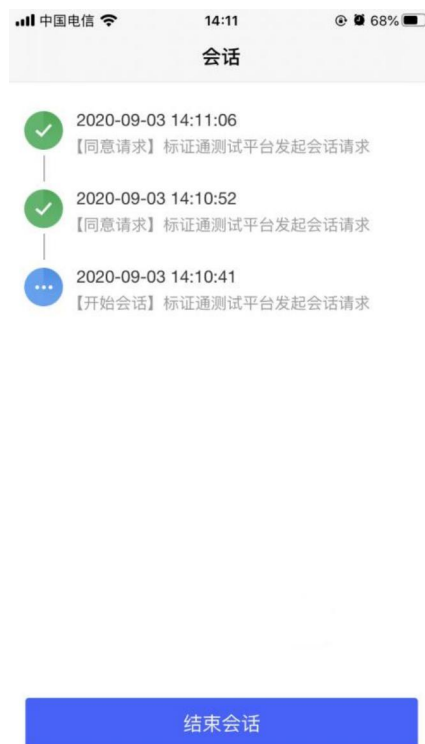 中国电信 14:11 68%
会话
2020-09-03 14:11:06
【同意请求】标证通测试平台发起会话请求
2020-09-03 14:10:52
【同意请求】标证通测试平台发起会话请求
2020-09-03 14:10:41
【开始会话】标证通测试平台发起会话请求
结束会话